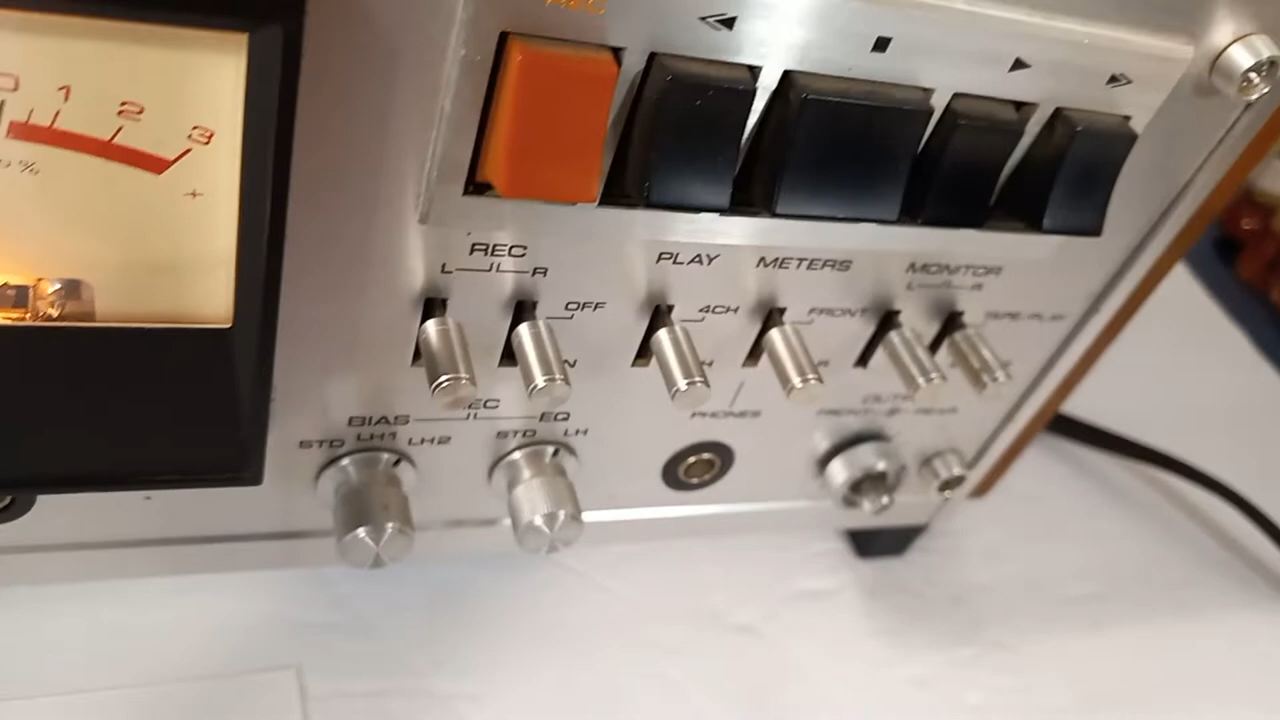 REC
0 1 2 3
%
+
REC
L R
PLAY
METERS
MONITOR
L R
OFF
4CH
FRONT
TAPE/PLAY
PHONES
BIAS
EQ
STD LH1 LH2
STD LH